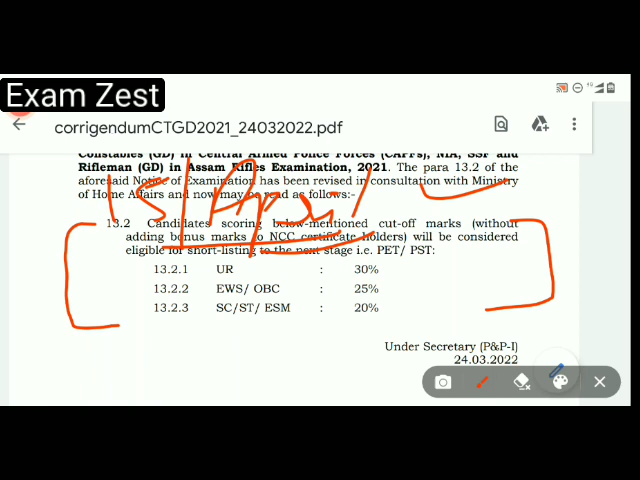 Exam Zest
corrigendumCTGD2021_24032022.pdf
Constables (GD) in Central Armed Police Forces (CAPFs), NIA, SSF and
Rifleman (GD) in Assam Rifles Examination, 2021. The para 13.2 of the
aforesaid Notice of Examination has been revised in consultation with Ministry
of Home Affairs and now may be read as follows:-
13.2 Candidates scoring below-mentioned cut-off marks (without
adding bonus marks to NCC certificate holders) will be considered
eligible for short-listing to the next stage i.e. PET/ PST:
13.2.1 UR : 30%
13.2.2 EWS/ OBC : 25%
13.2.3 SC/ST/ ESM : 20%
Under Secretary (P&P-I)
24.03.2022